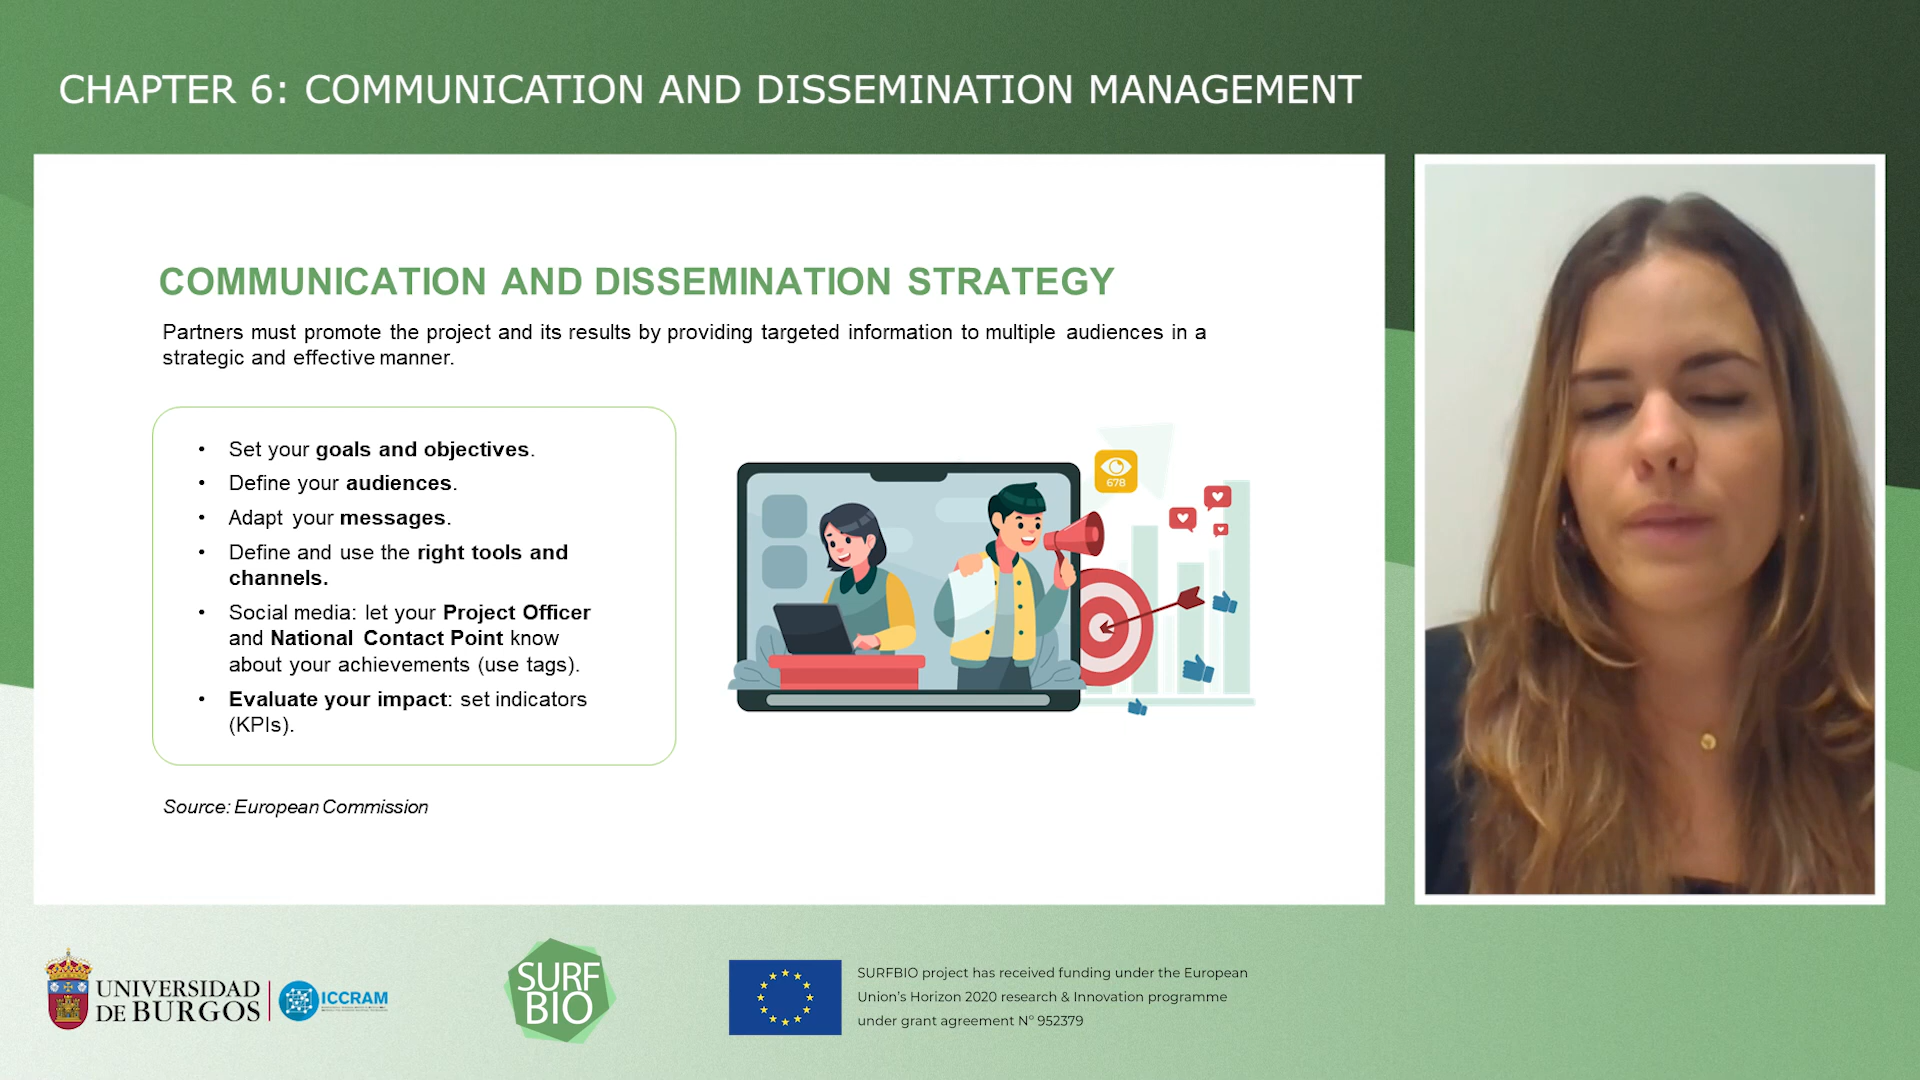 CHAPTER 6: COMMUNICATION AND DISSEMINATION MANAGEMENT
COMMUNICATION AND DISSEMINATION STRATEGY
Partners must promote the project and its results by providing targeted information to multiple audiences in a
strategic and effective manner.
• Set your goals and objectives.
• Define your audiences.
• Adapt your messages.
• Define and use the right tools and
channels.
• Social media: let your Project Officer
and National Contact Point know
about your achievements (use tags).
• Evaluate your impact: set indicators
(KPIs).
678
Source: European Commission
UNIVERSIDAD
DE BURGOS
ICCRAM
SURF
BIO
SURFBIO project has received funding under the European
Union's Horizon 2020 research & Innovation programme
under grant agreement Nº 952379